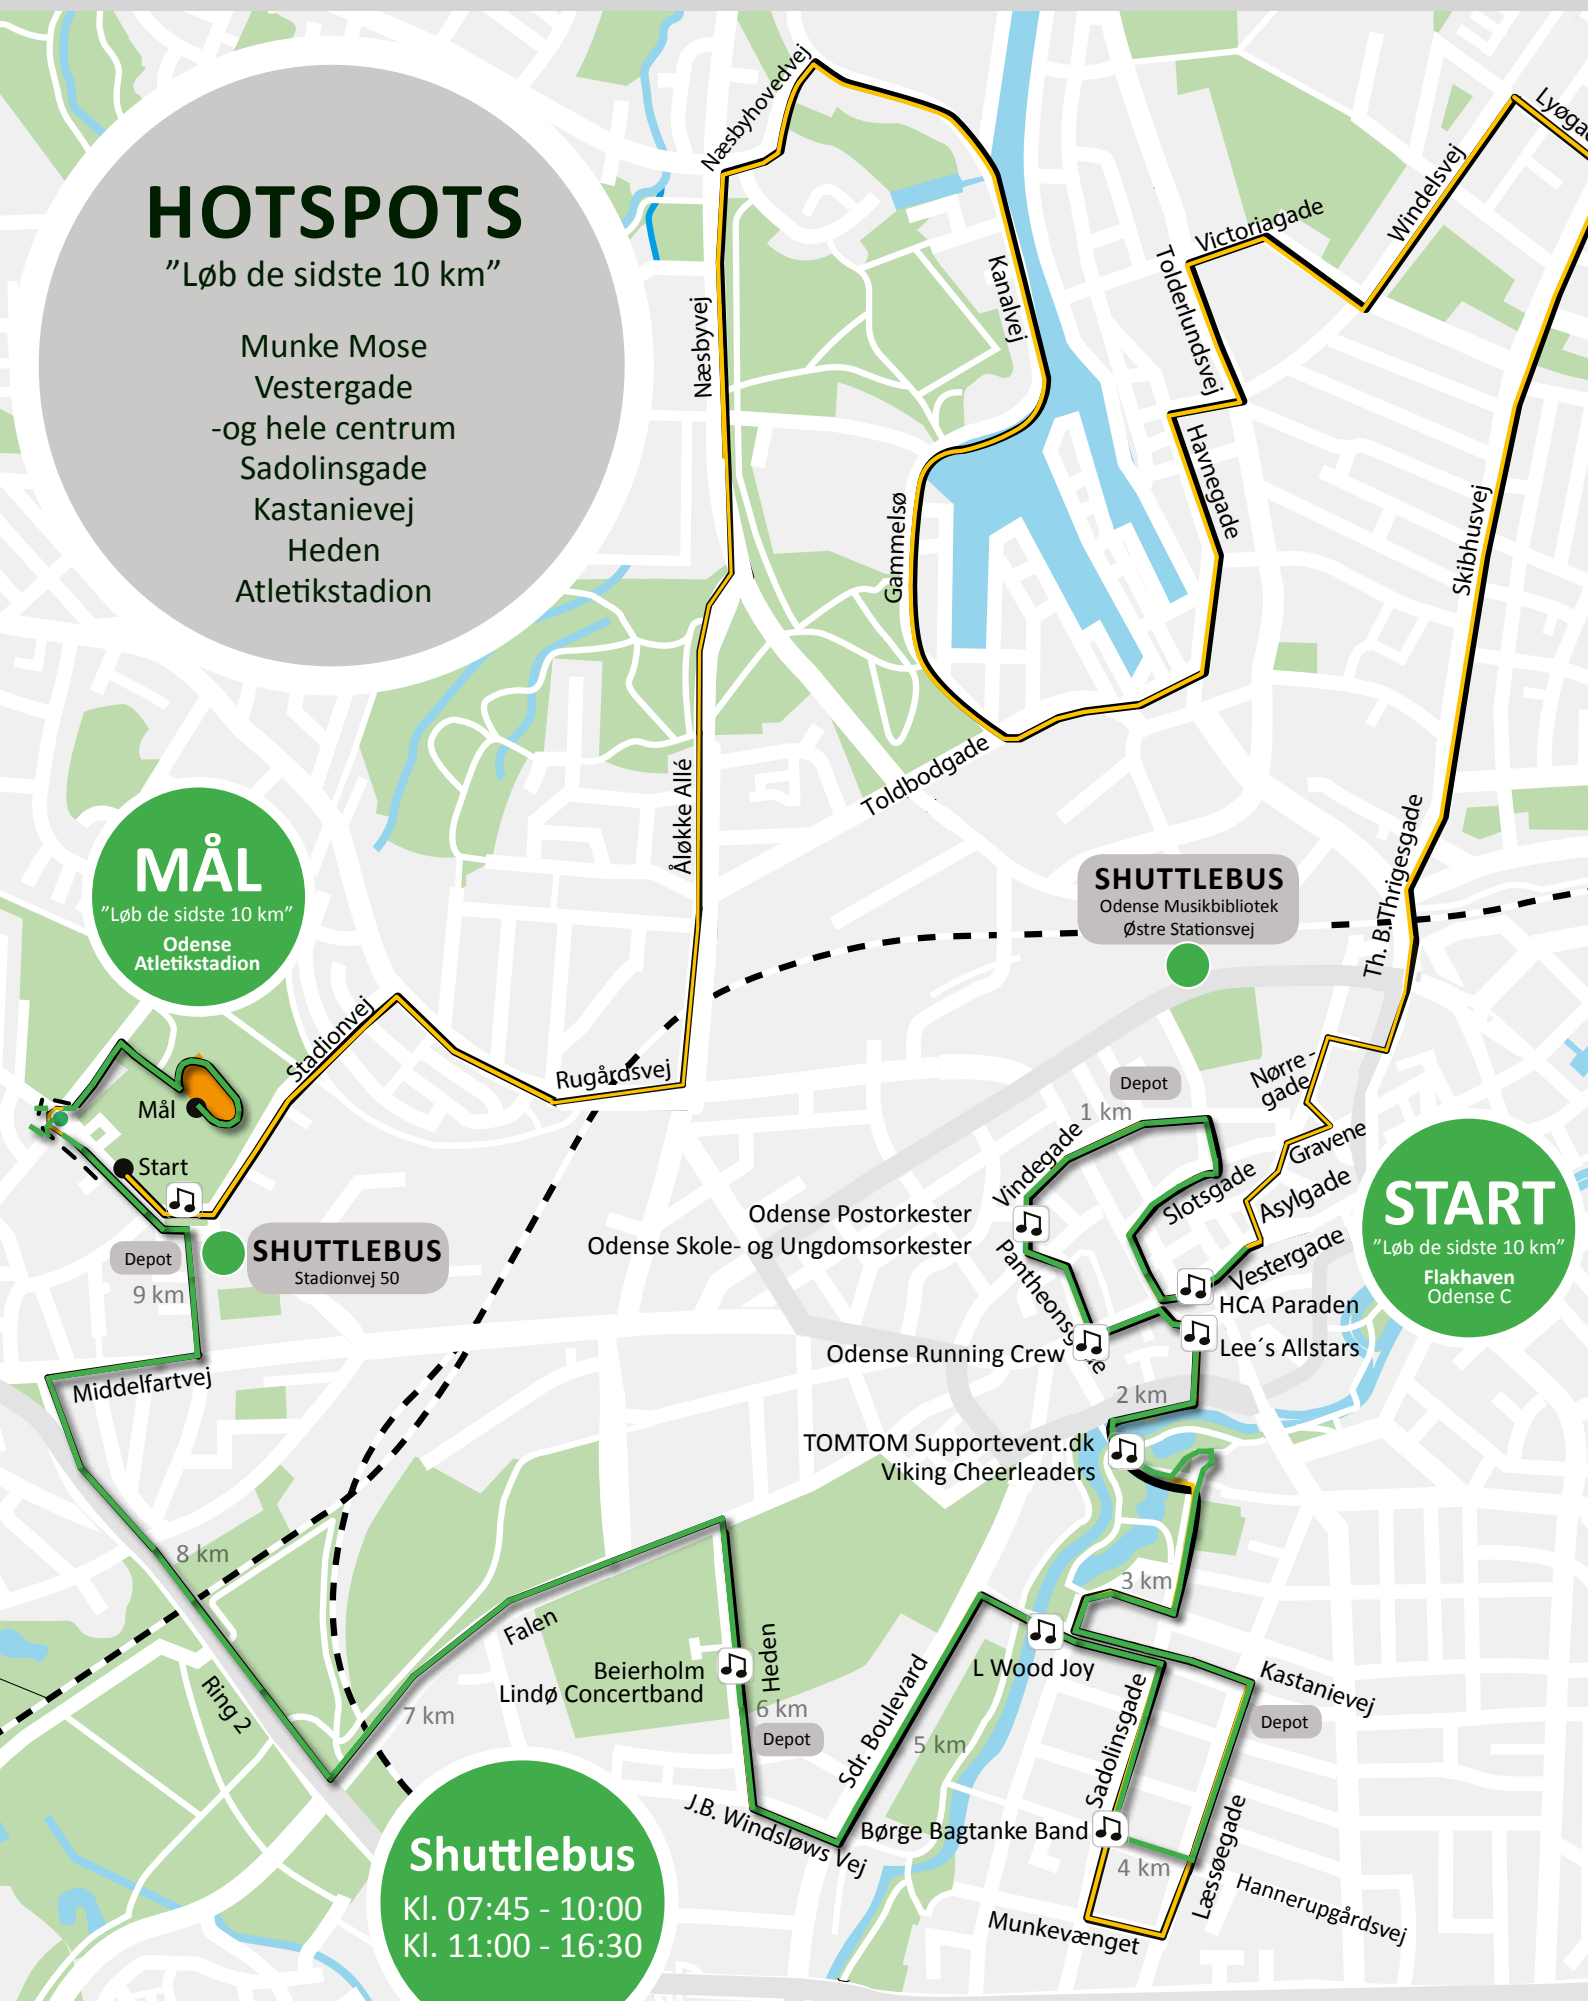 HOTSPOTS
”Løb de sidste 10 km”
Munke Mose
Vestergade
-og hele centrum
Sadolinsgade
Kastanievej
Heden
Atletikstadion
Næsbyhovedvej
Næsbyvej
Kanalvej
Gammelsø
Toldbodgade
Åløkke Allé
Victoriagade
Tolderlundsvej
Havnegade
Windelsvej
Skibhusvej
Th. B. Thrigesgade
MÅL
”Løb de sidste 10 km”
Odense
Atletikstadion
SHUTTLEBUS
Odense Musikbibliotek
Østre Stationsvej
Stadionvej
Rugårdsvej
Mål
Start
SHUTTLEBUS
Stadionvej 50
Depot
9 km
Middelfartvej
Depot
1 km
Vindegade
Nørre -
gade
Gravene
Slotsgade
Asylgade
Vestergade
START
”Løb de sidste 10 km”
Flakhaven
Odense C
Odense Postorkester
Odense Skole- og Ungdomsorkester
HCA Paraden
Lee´s Allstars
Odense Running Crew
2 km
TOMTOM Supportevent.dk
Viking Cheerleaders
8 km
Ring 2
7 km
Falen
Beierholm
Lindø Concertband
Heden
6 km
Depot
J.B. Windsløws Vej
Sdr. Boulevard
5 km
3 km
L Wood Joy
Kastanievej
Depot
Sadolinsgade
Børge Bagtanke Band
4 km
Læssøegade
Hannerupgårdsvej
Munkevænget
Shuttlebus
Kl. 07:45 - 10:00
Kl. 11:00 - 16:30